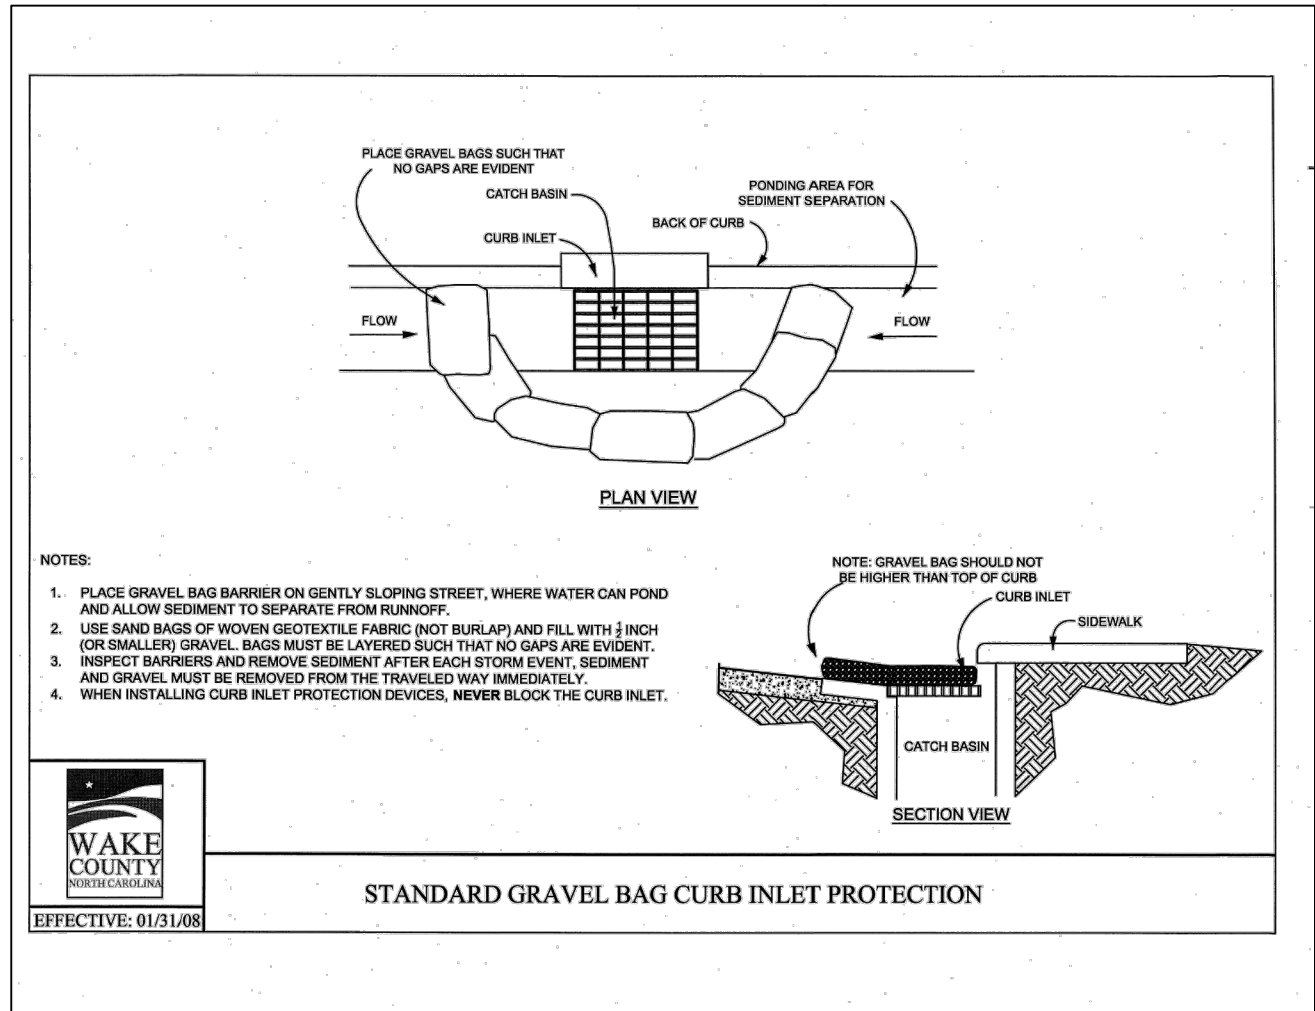 PLACE GRAVEL BAGS SUCH THAT
NO GAPS ARE EVIDENT
CATCH BASIN
CURB INLET
PONDING AREA FOR
SEDIMENT SEPARATION
BACK OF CURB
FLOW
FLOW
PLAN VIEW
NOTES:
1. PLACE GRAVEL BAG BARRIER ON GENTLY SLOPING STREET, WHERE WATER CAN POND
AND ALLOW SEDIMENT TO SEPARATE FROM RUNNOFF.
2. USE SAND BAGS OF WOVEN GEOTEXTILE FABRIC (NOT BURLAP) AND FILL WITH ½ INCH
(OR SMALLER) GRAVEL. BAGS MUST BE LAYERED SUCH THAT NO GAPS ARE EVIDENT.
3. INSPECT BARRIERS AND REMOVE SEDIMENT AFTER EACH STORM EVENT, SEDIMENT
AND GRAVEL MUST BE REMOVED FROM THE TRAVELED WAY IMMEDIATELY.
4. WHEN INSTALLING CURB INLET PROTECTION DEVICES, NEVER BLOCK THE CURB INLET.
NOTE: GRAVEL BAG SHOULD NOT
BE HIGHER THAN TOP OF CURB
CURB INLET
SIDEWALK
CATCH BASIN
SECTION VIEW
WAKE
COUNTY
NORTH CAROLINA
EFFECTIVE: 01/31/08
STANDARD GRAVEL BAG CURB INLET PROTECTION